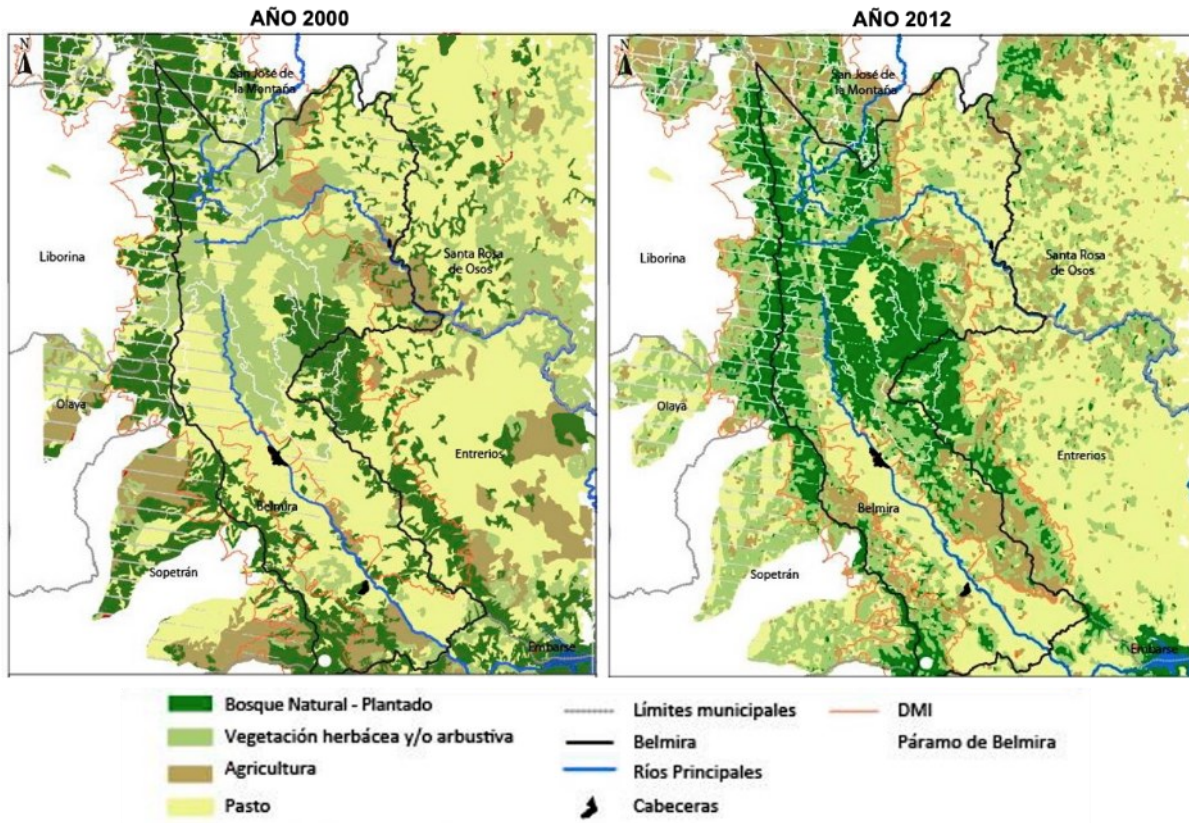 AÑO 2000
AÑO 2012
N
San José de
la Montaña
Liborina
Santa Rosa
de Osos
Olaya
Entrerios
Belmira
Sopetrán
Embarse
N
San José de
la Montaña
Liborina
Santa Rosa
de Osos
Olaya
Entrerios
Belmira
Sopetrán
Embarse
Bosque Natural - Plantado
Vegetación herbácea y/o arbustiva
Agricultura
Pasto
Límites municipales
Belmira
Ríos Principales
Cabeceras
DMI
Páramo de Belmira